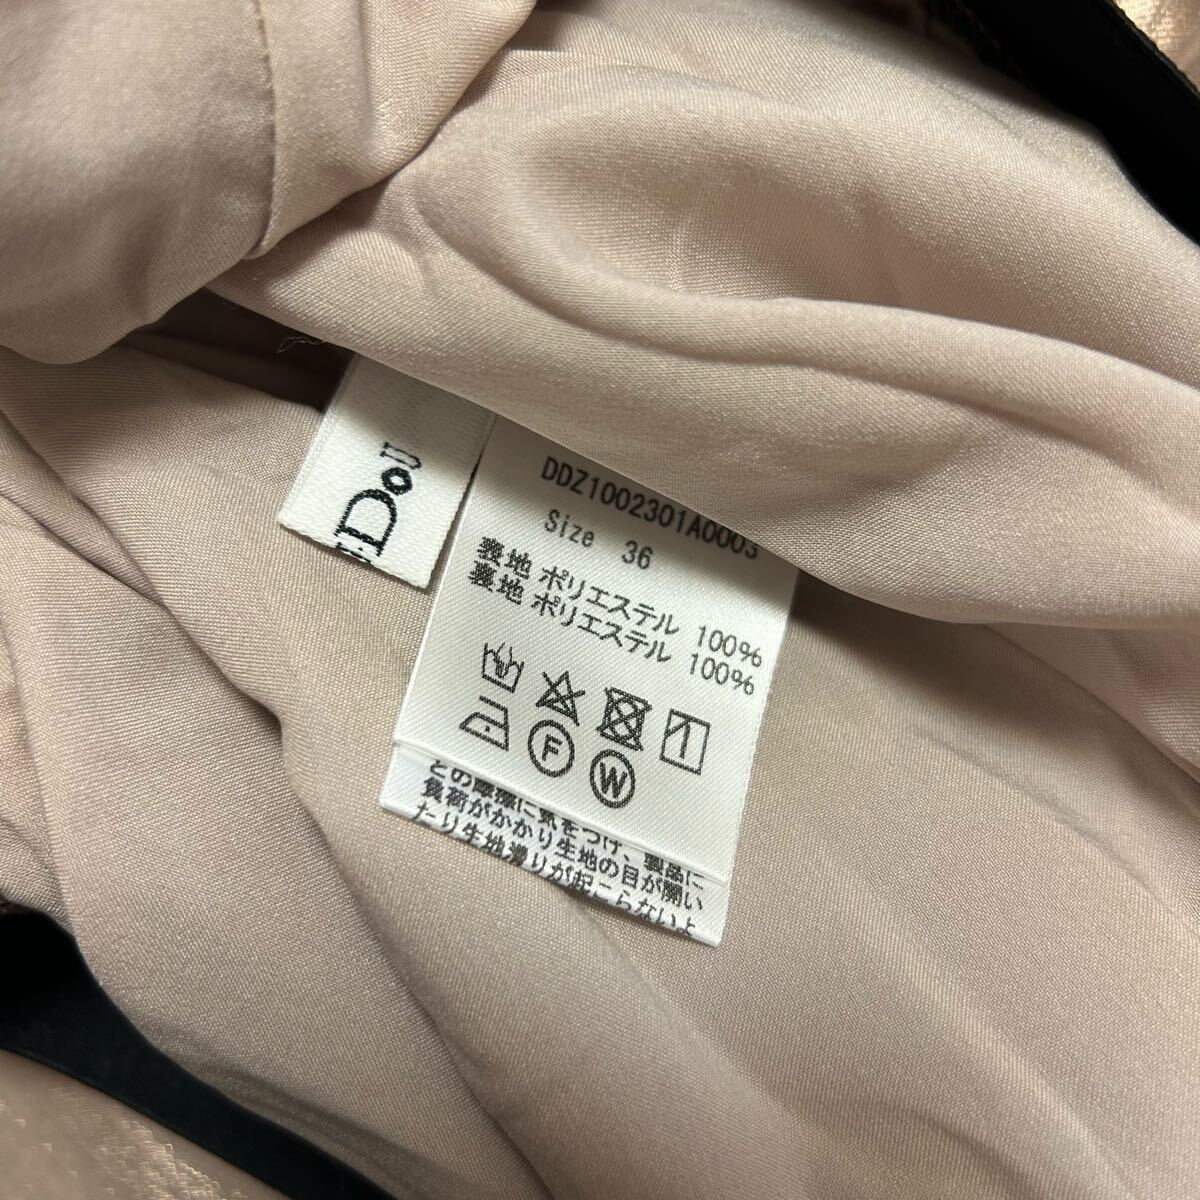 DDZ1002301A0003
Size 36
表地 ポリエステル 100%
裏地 ポリエステル 100%
F
W
との摩擦に気をつけ、製品に
負荷がかかり生地の目が開い
たり生地滑りが起こらないよ